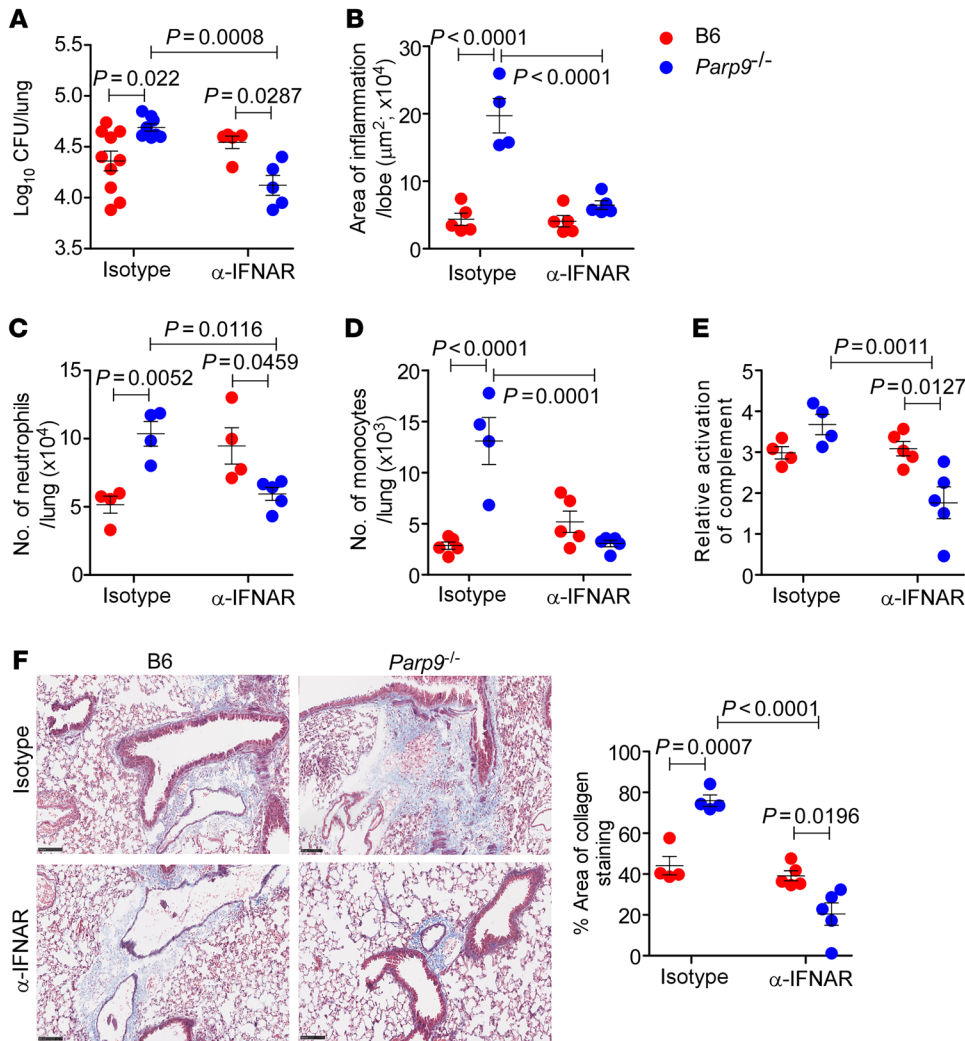 A
P = 0.0008
P = 0.022
P = 0.0287
Log10 CFU/lung
5.5
5.0
4.5
4.0
3.5
Isotype
α-IFNAR
B
P < 0.0001
P < 0.0001
Area of inflammation
/lobe (μm²; x10⁴)
30
20
10
0
Isotype
α-IFNAR
B6
Parp9-/-
C
P = 0.0116
P = 0.0052
P = 0.0459
No. of neutrophils
/lung (x10⁴)
15
10
5
0
Isotype
α-IFNAR
D
P < 0.0001
P = 0.0001
No. of monocytes
/lung (x10³)
20
15
10
5
0
Isotype
α-IFNAR
E
P = 0.0011
P = 0.0127
Relative activation
of complement
5
4
3
2
1
0
Isotype
α-IFNAR
F
B6
Parp9-/-
Isotype
α-IFNAR
P < 0.0001
P = 0.0007
P = 0.0196
% Area of collagen
staining
100
80
60
40
20
0
Isotype
α-IFNAR